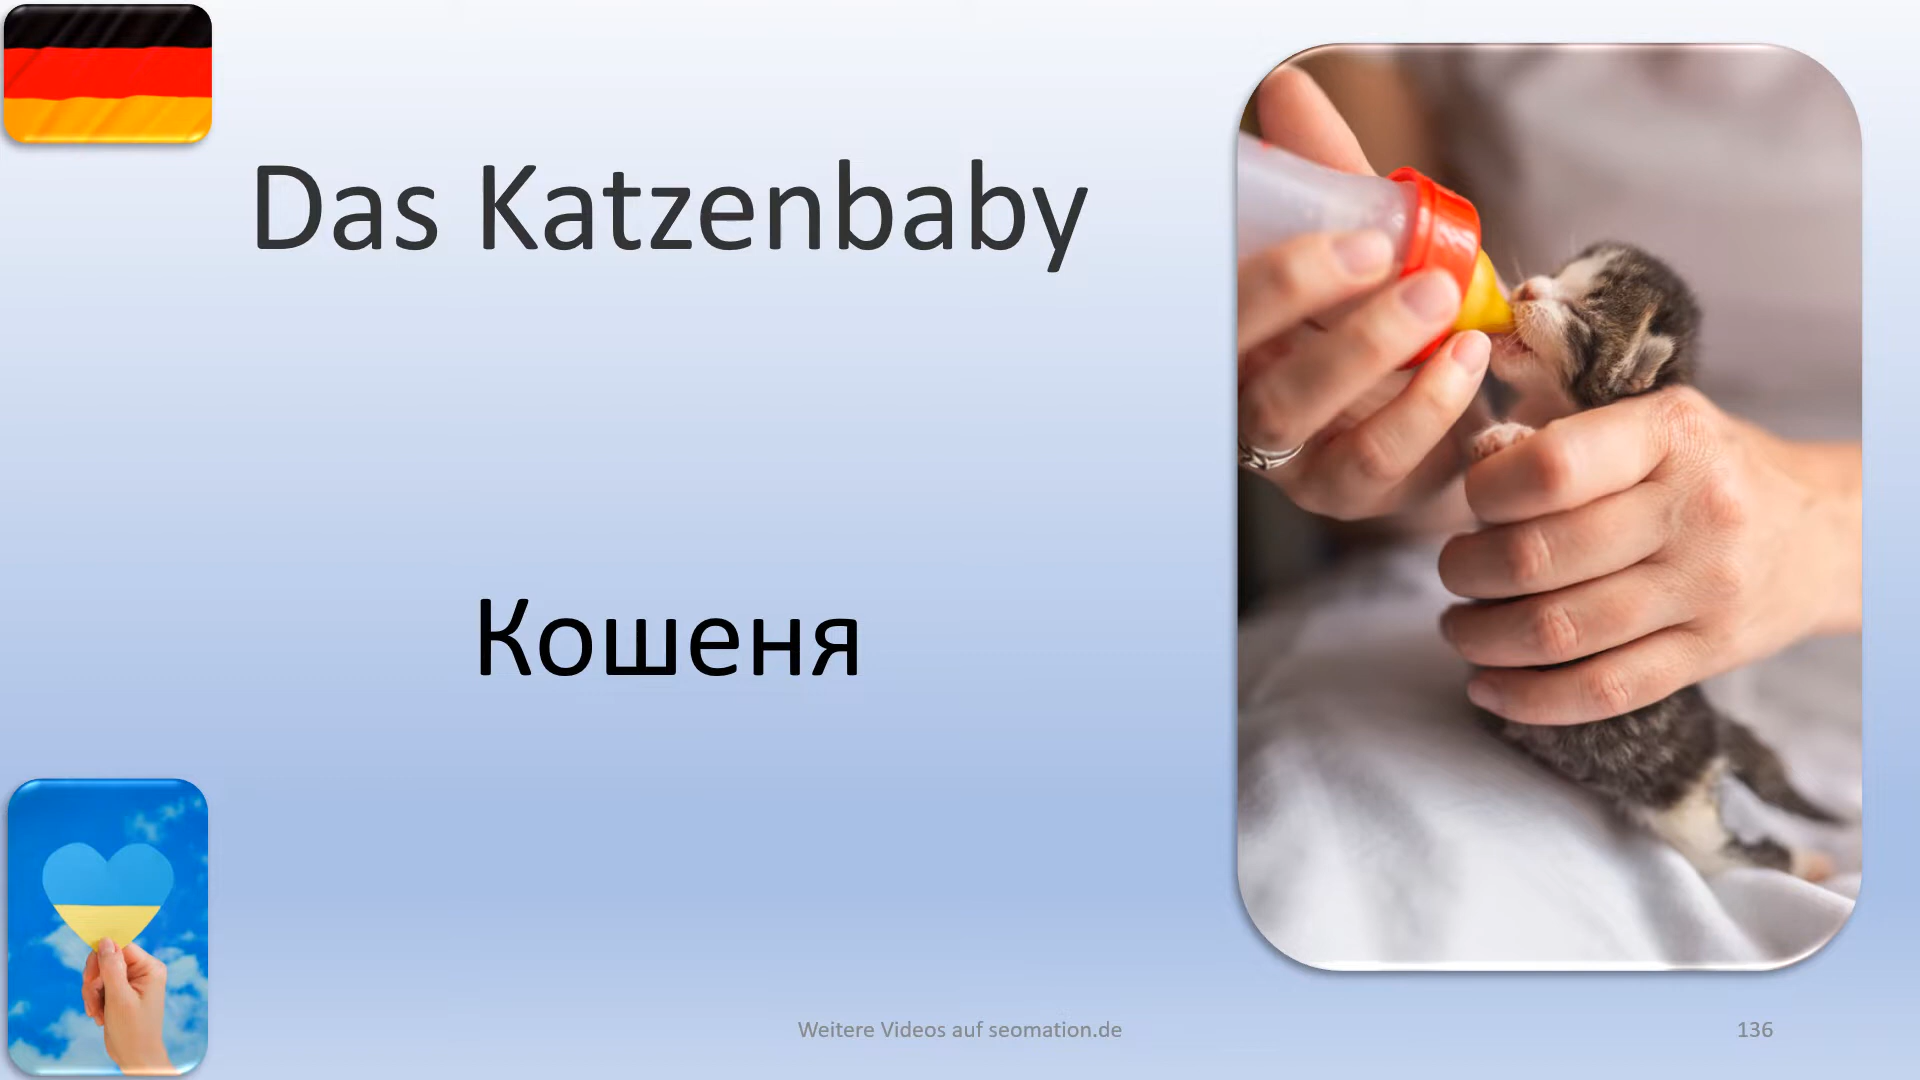 Das Katzenbaby
Кошеня
Weitere Videos auf seomation.de
136